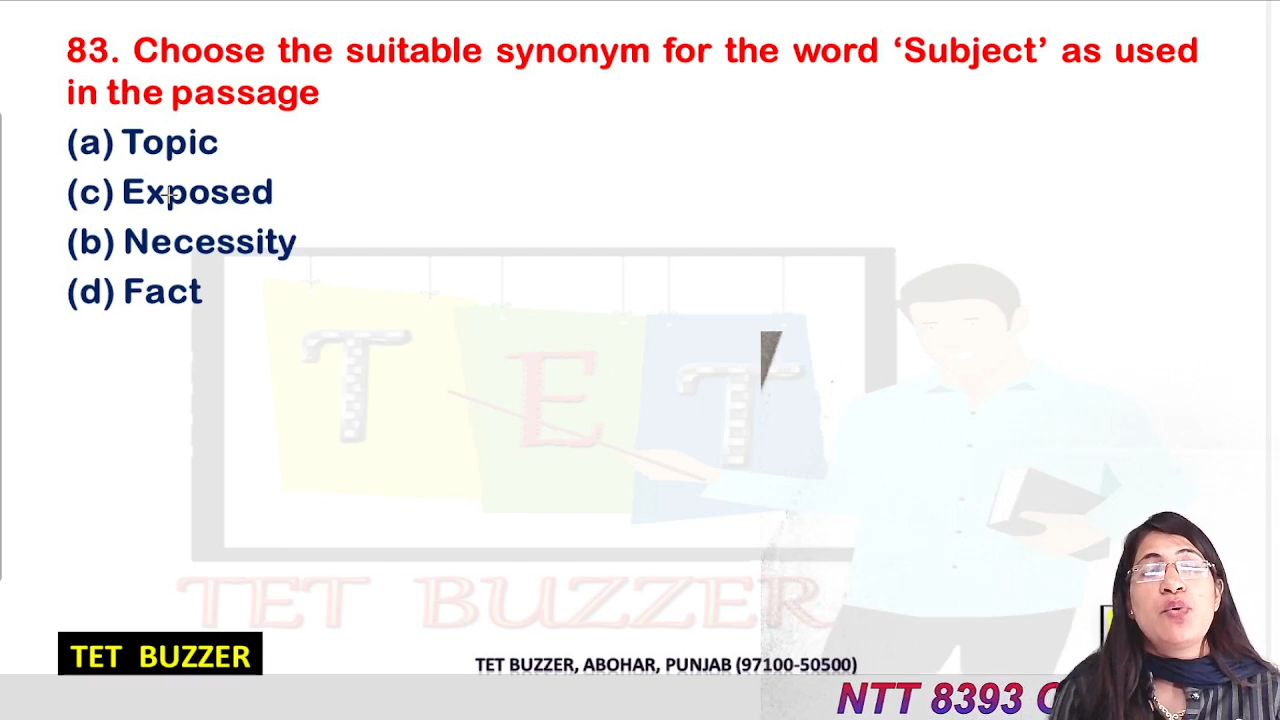 83. Choose the suitable synonym for the word ‘Subject’ as used
in the passage
(a) Topic
(c) Exposed
(b) Necessity
(d) Fact
T E T
TET BUZZER
TET BUZZER
TET BUZZER, ABOHAR, PUNJAB (97100-50500)
NTT 8393